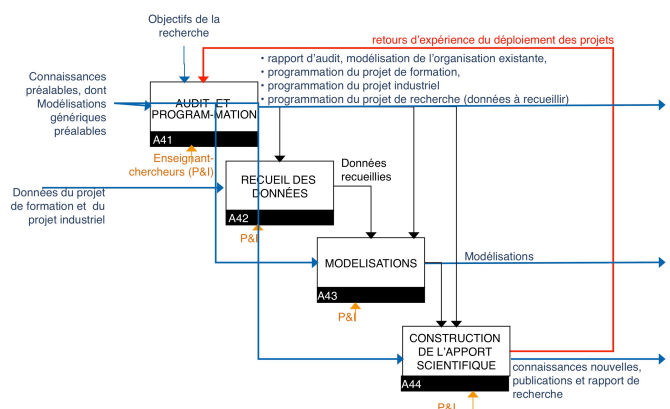 Objectifs de la
recherche
retours d'expérience du déploiement des projets
• rapport d'audit, modélisation de l'organisation existante,
• programmation du projet de formation,
• programmation du projet industriel
• programmation du projet de recherche (données à recueillir)
Connaissances
préalables, dont
Modélisations
génériques
préalables
AUDIT ET
PROGRAM-MATION
A41
Enseignant-
chercheurs (P&I)
Données
recueillies
RECUEIL DES
DONNÉES
A42
P&I
Données du projet
de formation et du
projet industriel
MODELISATIONS
A43
Modélisations
P&I
CONSTRUCTION
DE L'APPORT
SCIENTIFIQUE
A44
connaissances nouvelles,
publications et rapport de
recherche
P&I